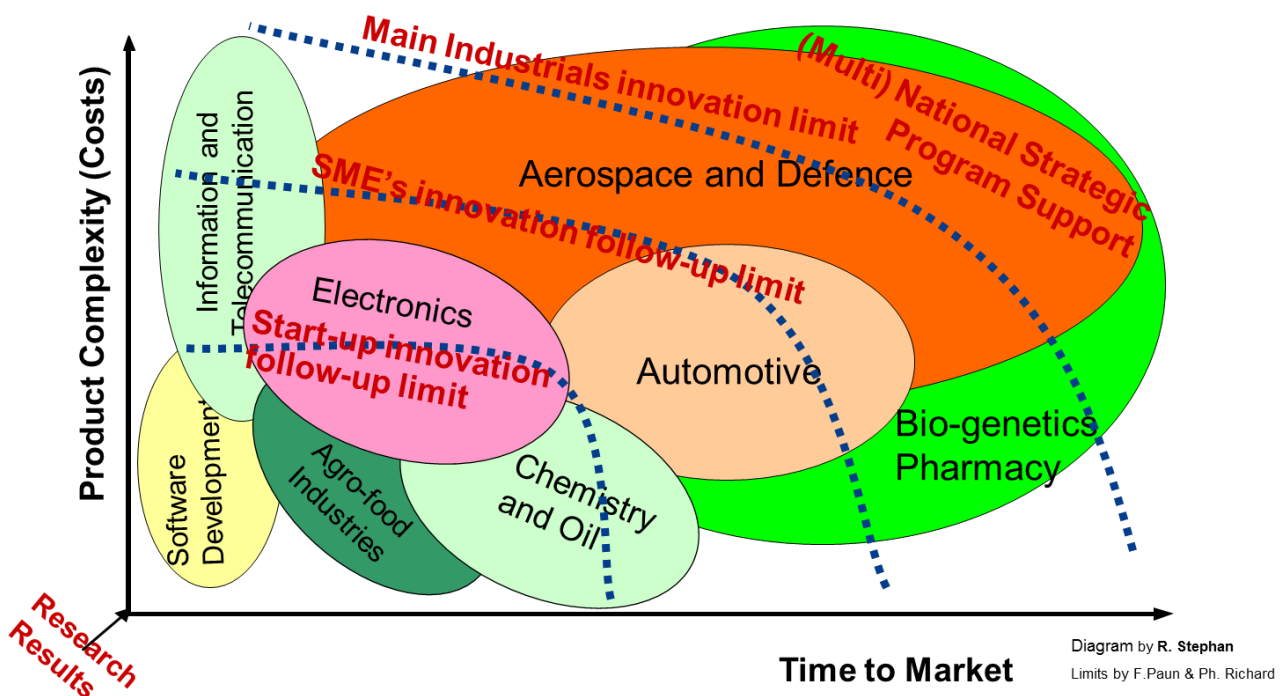 Main Industrials innovation limit
(Multi) National Strategic
Program Support
Product Complexity (Costs)
Information and
Telecommunication
Aerospace and Defence
SME's innovation follow-up limit
Electronics
Start-up innovation
follow-up limit
Automotive
Bio-genetics
Pharmacy
Software
Development
Agro-food
Industries
Chemistry
and Oil
Research
Results
Time to Market
Diagram by R. Stephan
Limits by F.Paun & Ph. Richard